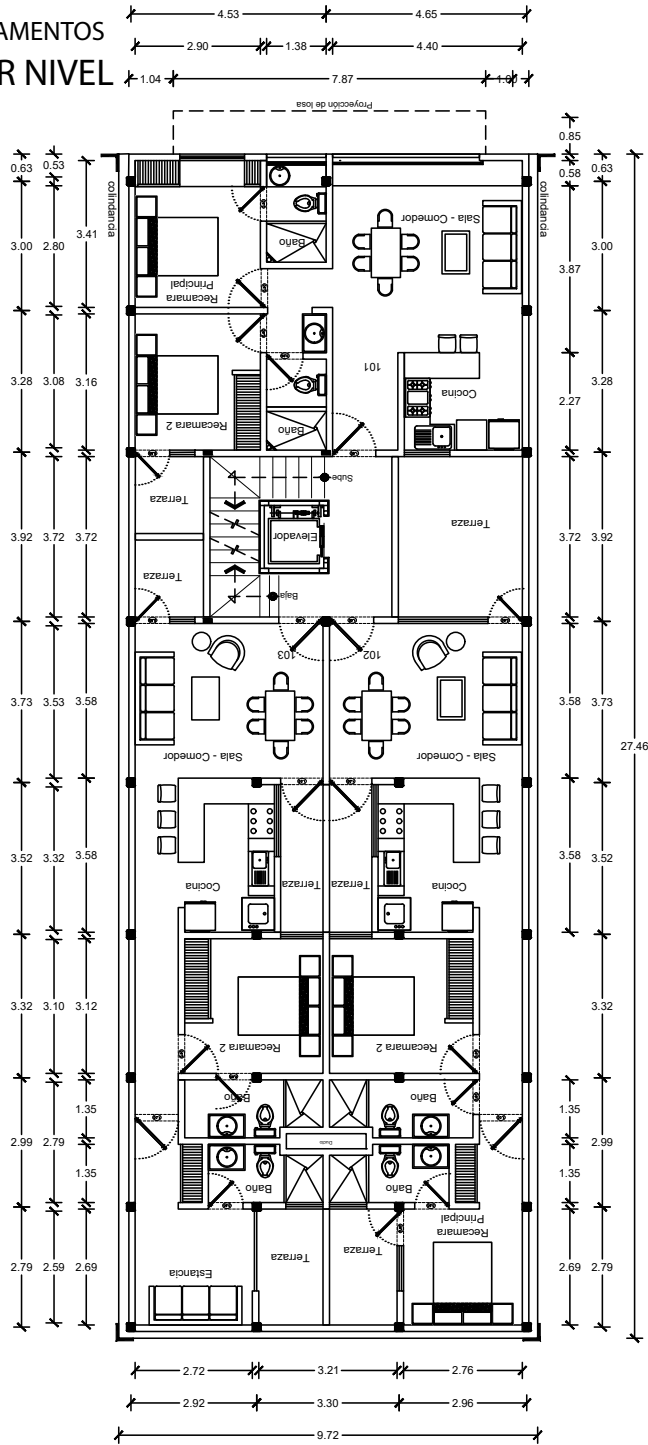 AMENTOS
R NIVEL
4.53 4.65
2.90 1.38 4.40
1.04 7.87 1.00
Proyección de losa
0.85
0.63 0.53 0.58 0.63
colindancia colindancia
3.00 2.80 3.41 3.87 3.00
Baño
Sala - Comedor
Recamara
Principal
101
3.28 3.08 3.16 2.27 3.28
Cocina
Recamara 2
Baño
Sube
Terraza
Terraza
Elevador
3.92 3.72 3.72 3.72 3.92
Terraza
Baja
103 102
3.73 3.53 3.58 3.58 3.73
27.46
Sala - Comedor Sala - Comedor
3.52 3.32 3.58 3.58 3.52
Terraza Terraza
Cocina Cocina
3.32 3.10 3.12 3.32
Recamara 2 Recamara 2
Baño Baño
1.35 1.35
2.99 2.79 2.99
Ducto
1.35 1.35
Baño Baño
Terraza Terraza
Recamara
Principal
Estancia
2.79 2.59 2.69 2.69 2.79
2.72 3.21 2.76
2.92 3.30 2.96
9.72